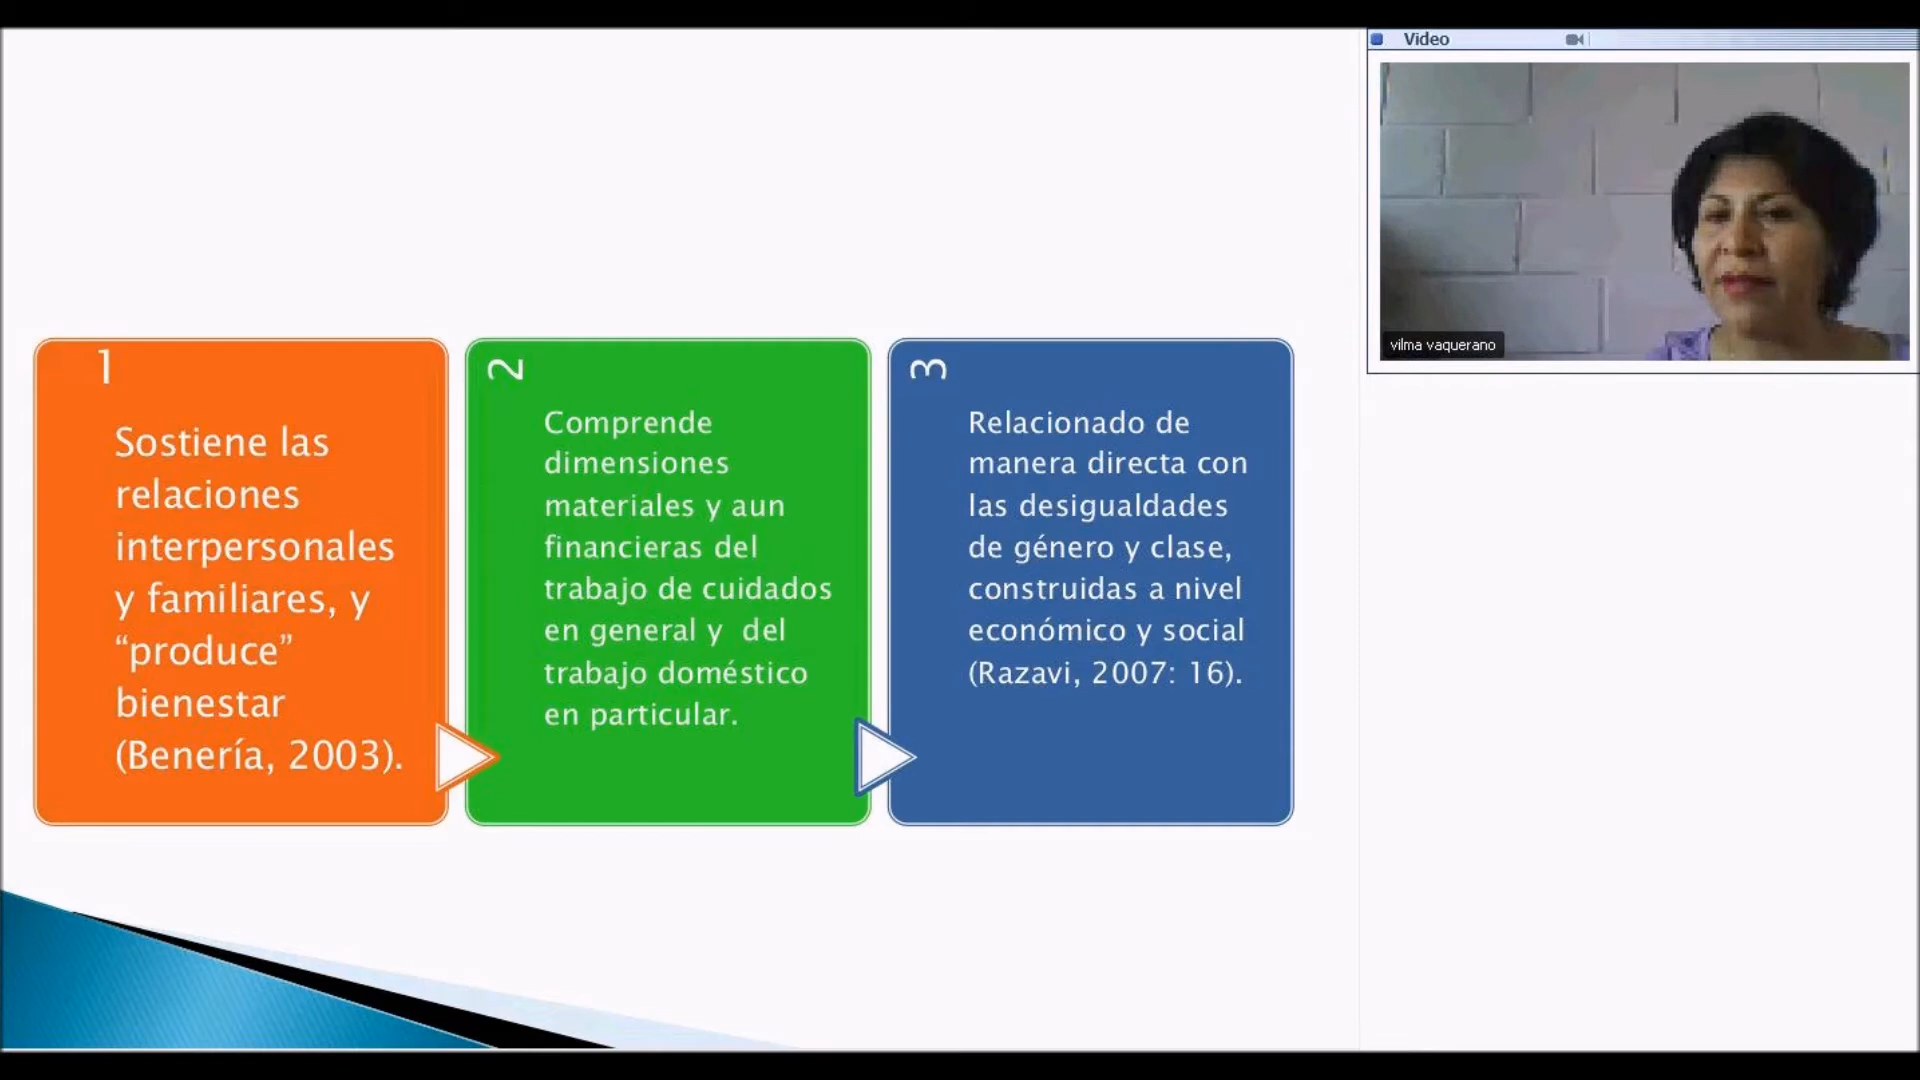 1
Sostiene las
relaciones
interpersonales
y familiares, y
“produce”
bienestar
(Benería, 2003).
2
Comprende
dimensiones
materiales y aun
financieras del
trabajo de cuidados
en general y  del
trabajo doméstico
en particular.
3
Relacionado de
manera directa con
las desigualdades
de género y clase,
construidas a nivel
económico y social
(Razavi, 2007: 16).
Video
vilma vaquerano